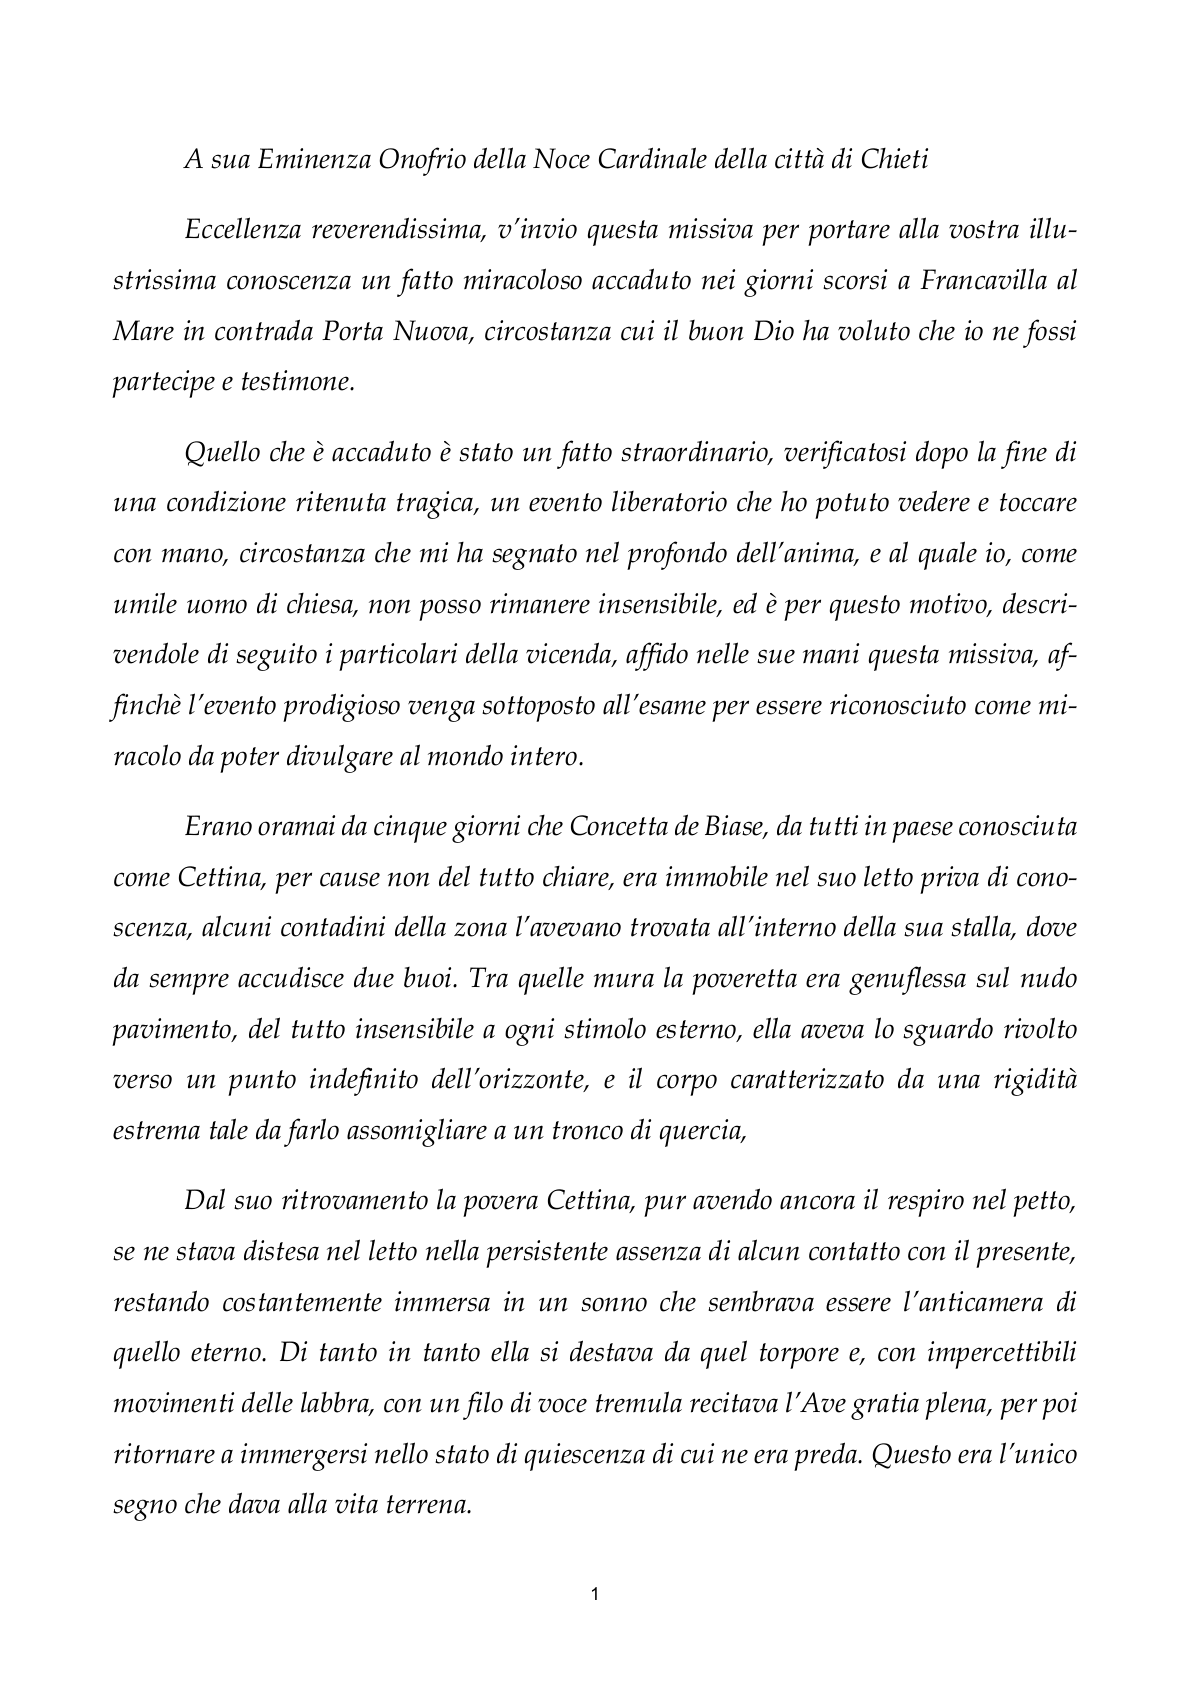 A sua Eminenza Onofrio della Noce Cardinale della città di Chieti
Eccellenza reverendissima, v'invio questa missiva per portare alla vostra illu-
strissima conoscenza un fatto miracoloso accaduto nei giorni scorsi a Francavilla al
Mare in contrada Porta Nuova, circostanza cui il buon Dio ha voluto che io ne fossi
partecipe e testimone.
Quello che è accaduto è stato un fatto straordinario, verificatosi dopo la fine di
una condizione ritenuta tragica, un evento liberatorio che ho potuto vedere e toccare
con mano, circostanza che mi ha segnato nel profondo dell'anima, e al quale io, come
umile uomo di chiesa, non posso rimanere insensibile, ed è per questo motivo, descri-
vendole di seguito i particolari della vicenda, affido nelle sue mani questa missiva, af-
finchè l'evento prodigioso venga sottoposto all'esame per essere riconosciuto come mi-
racolo da poter divulgare al mondo intero.
Erano oramai da cinque giorni che Concetta de Biase, da tutti in paese conosciuta
come Cettina, per cause non del tutto chiare, era immobile nel suo letto priva di cono-
scenza, alcuni contadini della zona l'avevano trovata all'interno della sua stalla, dove
da sempre accudisce due buoi. Tra quelle mura la poveretta era genuflessa sul nudo
pavimento, del tutto insensibile a ogni stimolo esterno, ella aveva lo sguardo rivolto
verso un punto indefinito dell'orizzonte, e il corpo caratterizzato da una rigidità
estrema tale da farlo assomigliare a un tronco di quercia,
Dal suo ritrovamento la povera Cettina, pur avendo ancora il respiro nel petto,
se ne stava distesa nel letto nella persistente assenza di alcun contatto con il presente,
restando costantemente immersa in un sonno che sembrava essere l'anticamera di
quello eterno. Di tanto in tanto ella si destava da quel torpore e, con impercettibili
movimenti delle labbra, con un filo di voce tremula recitava l'Ave gratia plena, per poi
ritornare a immergersi nello stato di quiescenza di cui ne era preda. Questo era l'unico
segno che dava alla vita terrena.
1